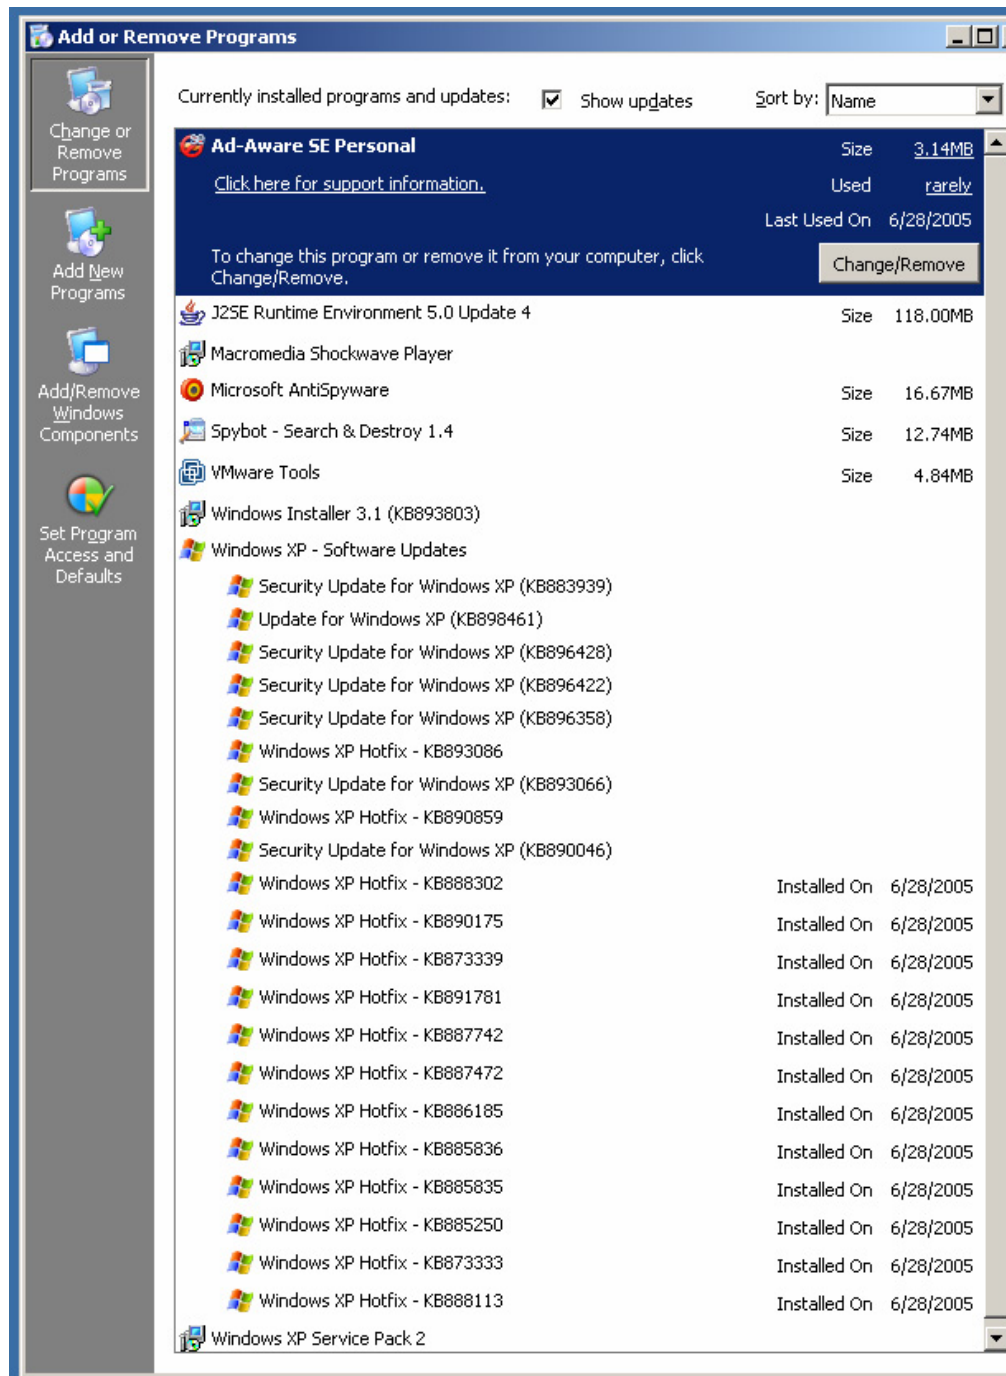 Add or Remove Programs
Change or
Remove
Programs
Add New
Programs
Add/Remove
Windows
Components
Set Program
Access and
Defaults
Currently installed programs and updates: Show updates Sort by: Name
Ad-Aware SE Personal Size 3.14MB
Click here for support information. Used rarely
Last Used On 6/28/2005
To change this program or remove it from your computer, click
Change/Remove.
Change/Remove
J2SE Runtime Environment 5.0 Update 4 Size 118.00MB
Macromedia Shockwave Player
Microsoft AntiSpyware Size 16.67MB
Spybot - Search & Destroy 1.4 Size 12.74MB
VMware Tools Size 4.84MB
Windows Installer 3.1 (KB893803)
Windows XP - Software Updates
Security Update for Windows XP (KB883939)
Update for Windows XP (KB898461)
Security Update for Windows XP (KB896428)
Security Update for Windows XP (KB896422)
Security Update for Windows XP (KB896358)
Windows XP Hotfix - KB893086
Security Update for Windows XP (KB893066)
Windows XP Hotfix - KB890859
Security Update for Windows XP (KB890046)
Windows XP Hotfix - KB888302 Installed On 6/28/2005
Windows XP Hotfix - KB890175 Installed On 6/28/2005
Windows XP Hotfix - KB873339 Installed On 6/28/2005
Windows XP Hotfix - KB891781 Installed On 6/28/2005
Windows XP Hotfix - KB887742 Installed On 6/28/2005
Windows XP Hotfix - KB887472 Installed On 6/28/2005
Windows XP Hotfix - KB886185 Installed On 6/28/2005
Windows XP Hotfix - KB885836 Installed On 6/28/2005
Windows XP Hotfix - KB885835 Installed On 6/28/2005
Windows XP Hotfix - KB885250 Installed On 6/28/2005
Windows XP Hotfix - KB873333 Installed On 6/28/2005
Windows XP Hotfix - KB888113 Installed On 6/28/2005
Windows XP Service Pack 2